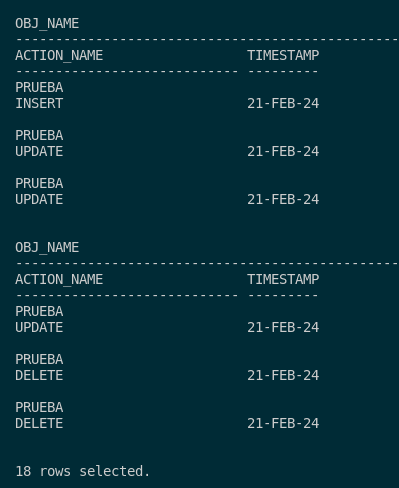 OBJ_NAME
--------------------------------------------------------------------------------
ACTION_NAME                  TIMESTAMP
---------------------------- ---------
PRUEBA
INSERT                       21-FEB-24
PRUEBA
UPDATE                       21-FEB-24
PRUEBA
UPDATE                       21-FEB-24
OBJ_NAME
--------------------------------------------------------------------------------
ACTION_NAME                  TIMESTAMP
---------------------------- ---------
PRUEBA
UPDATE                       21-FEB-24
PRUEBA
DELETE                       21-FEB-24
PRUEBA
DELETE                       21-FEB-24
18 rows selected.